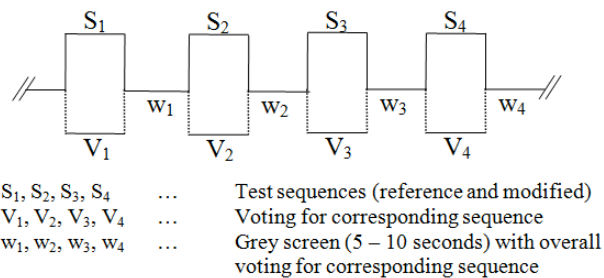 S₁ S₂ S₃ S₄
w₁ w₂ w₃ w₄
V₁ V₂ V₃ V₄
S₁, S₂, S₃, S₄ … Test sequences (reference and modified)
V₁, V₂, V₃, V₄ … Voting for corresponding sequence
w₁, w₂, w₃, w₄ … Grey screen (5 – 10 seconds) with overall
voting for corresponding sequence